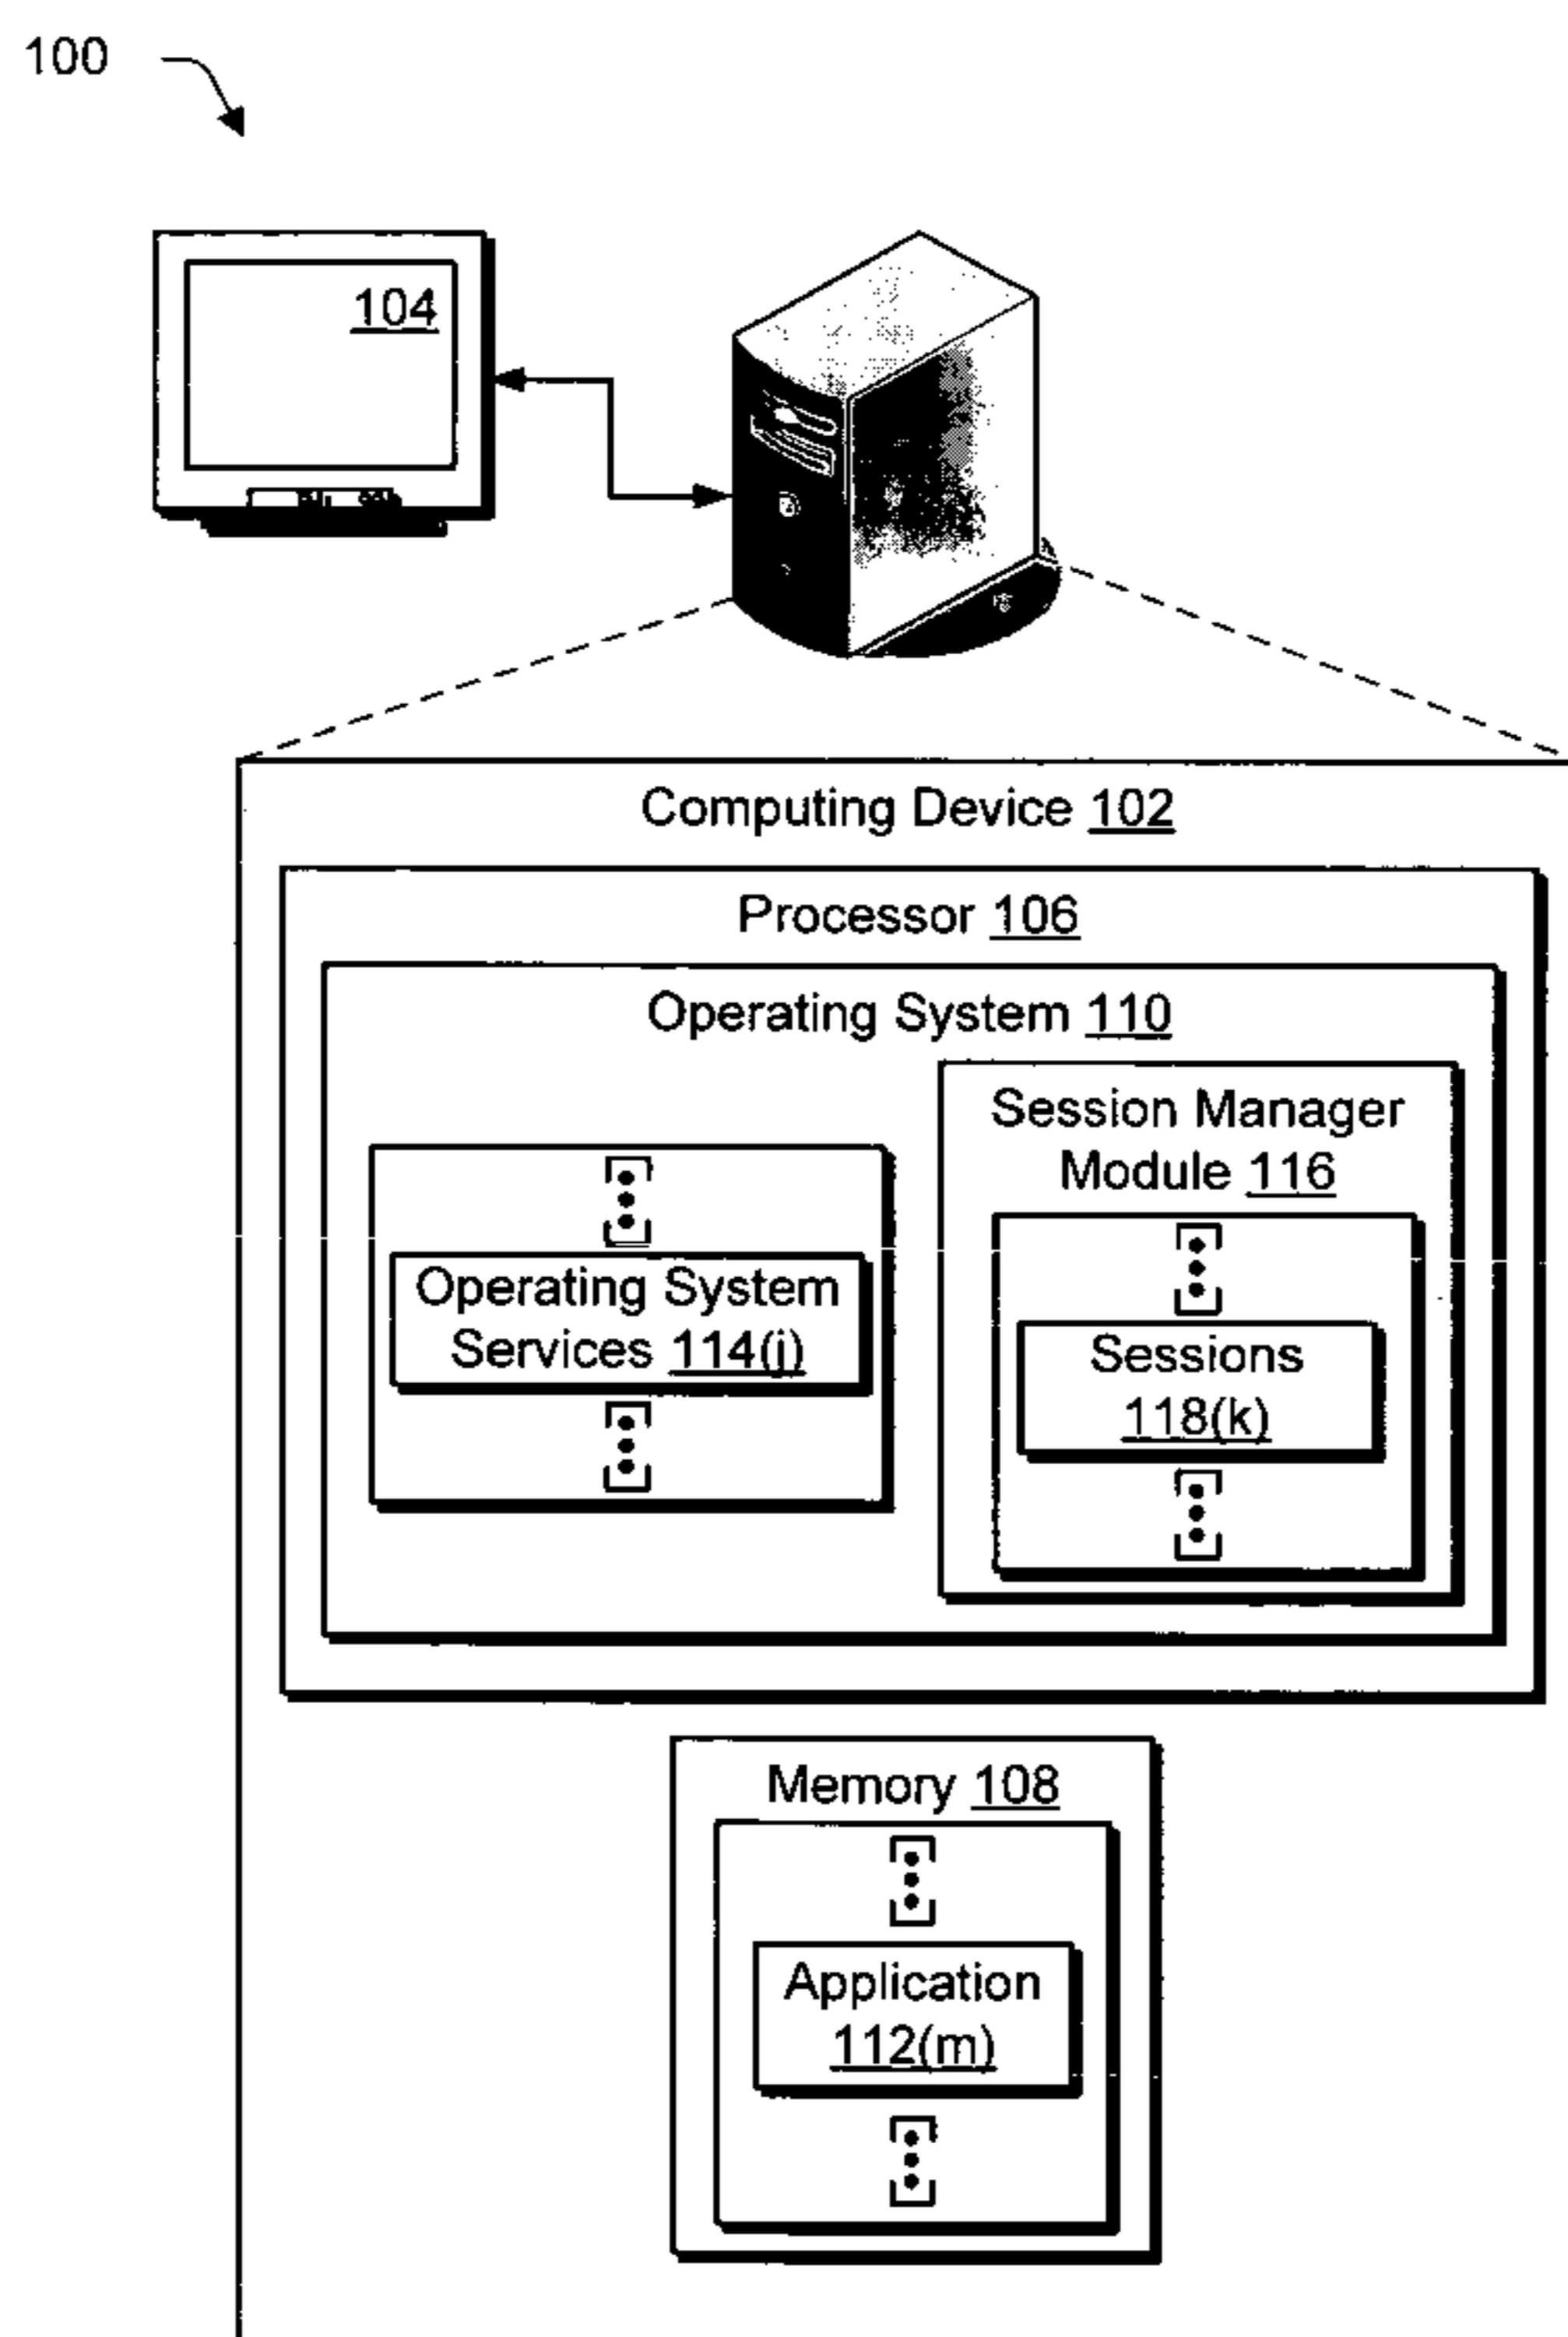 100
104
Computing Device 102
Processor 106
Operating System 110
Session Manager
Module 116
Operating System
Services 114(j)
Sessions
118(k)
Memory 108
Application
112(m)